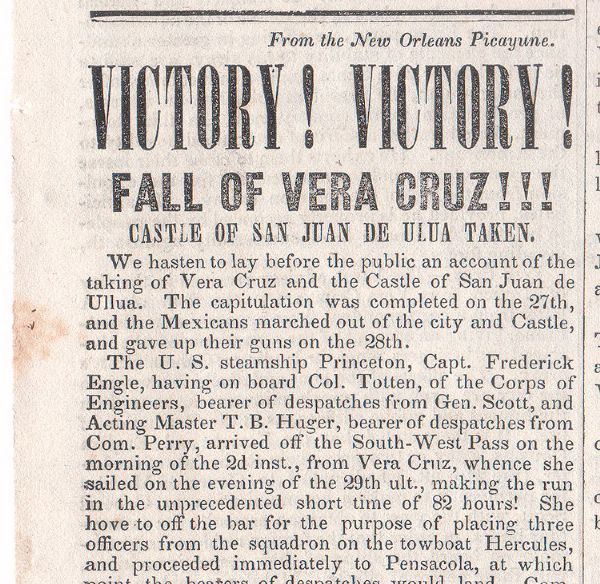 From the New Orleans Picayune.
VICTORY! VICTORY!
FALL OF VERA CRUZ!!!
CASTLE OF SAN JUAN DE ULUA TAKEN.
We hasten to lay before the public an account of the
taking of Vera Cruz and the Castle of San Juan de
Ullua. The capitulation was completed on the 27th,
and the Mexicans marched out of the city and Castle,
and gave up their guns on the 28th.
The U. S. steamship Princeton, Capt. Frederick
Engle, having on board Col. Totten, of the Corps of
Engineers, bearer of despatches from Gen. Scott, and
Acting Master T. B. Huger, bearer of despatches from
Com. Perry, arrived off the South-West Pass on the
morning of the 2d inst., from Vera Cruz, whence she
sailed on the evening of the 29th ult., making the run
in the unprecedented short time of 82 hours! She
hove to off the bar for the purpose of placing three
officers from the squadron on the towboat Hercules,
and proceeded immediately to Pensacola, at which
point the bearers of despatches would land. Com.